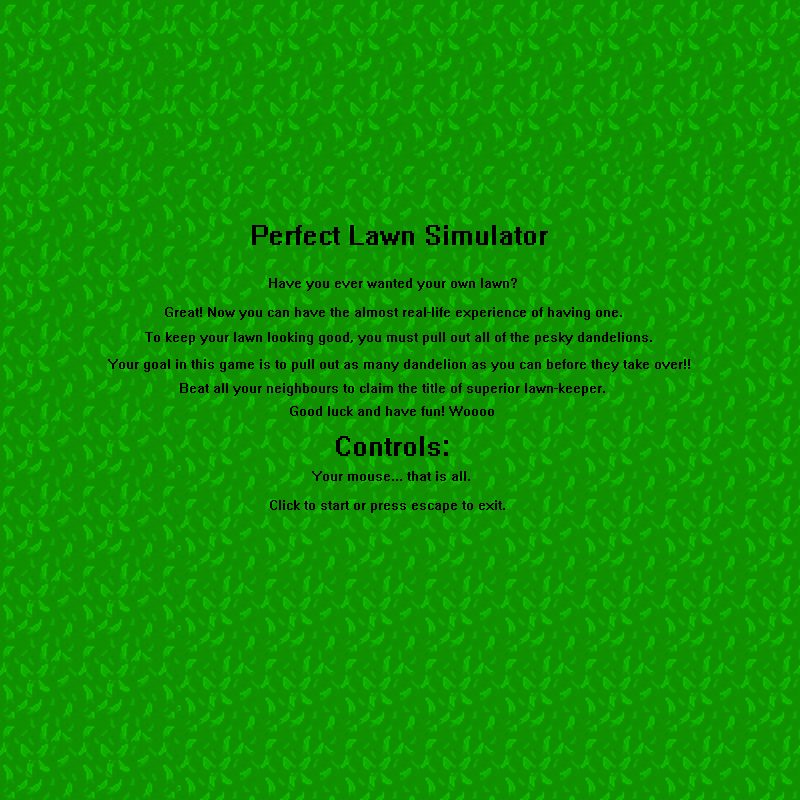 Perfect Lawn Simulator
Have you ever wanted your own lawn?
Great! Now you can have the almost real-life experience of having one.
To keep your lawn looking good, you must pull out all of the pesky dandelions.
Your goal in this game is to pull out as many dandelion as you can before they take over!!
Beat all your neighbours to claim the title of superior lawn-keeper.
Good luck and have fun! Woooo
Controls:
Your mouse... that is all.
Click to start or press escape to exit.